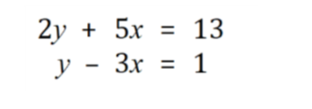 2y + 5x = 13
y − 3x = 1